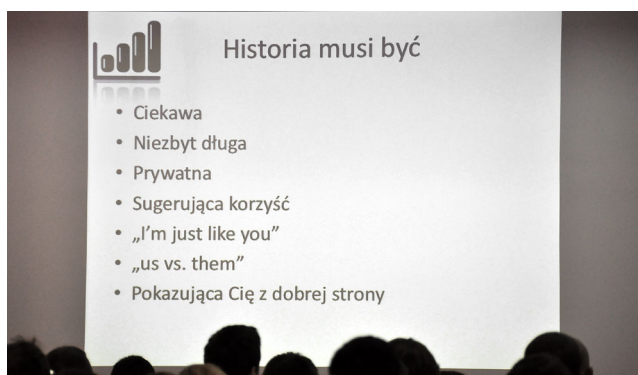 Historia musi być
• Ciekawa
• Niezbyt długa
• Prywatna
• Sugerująca korzyść
• „I'm just like you”
• „us vs. them”
• Pokazująca Cię z dobrej strony